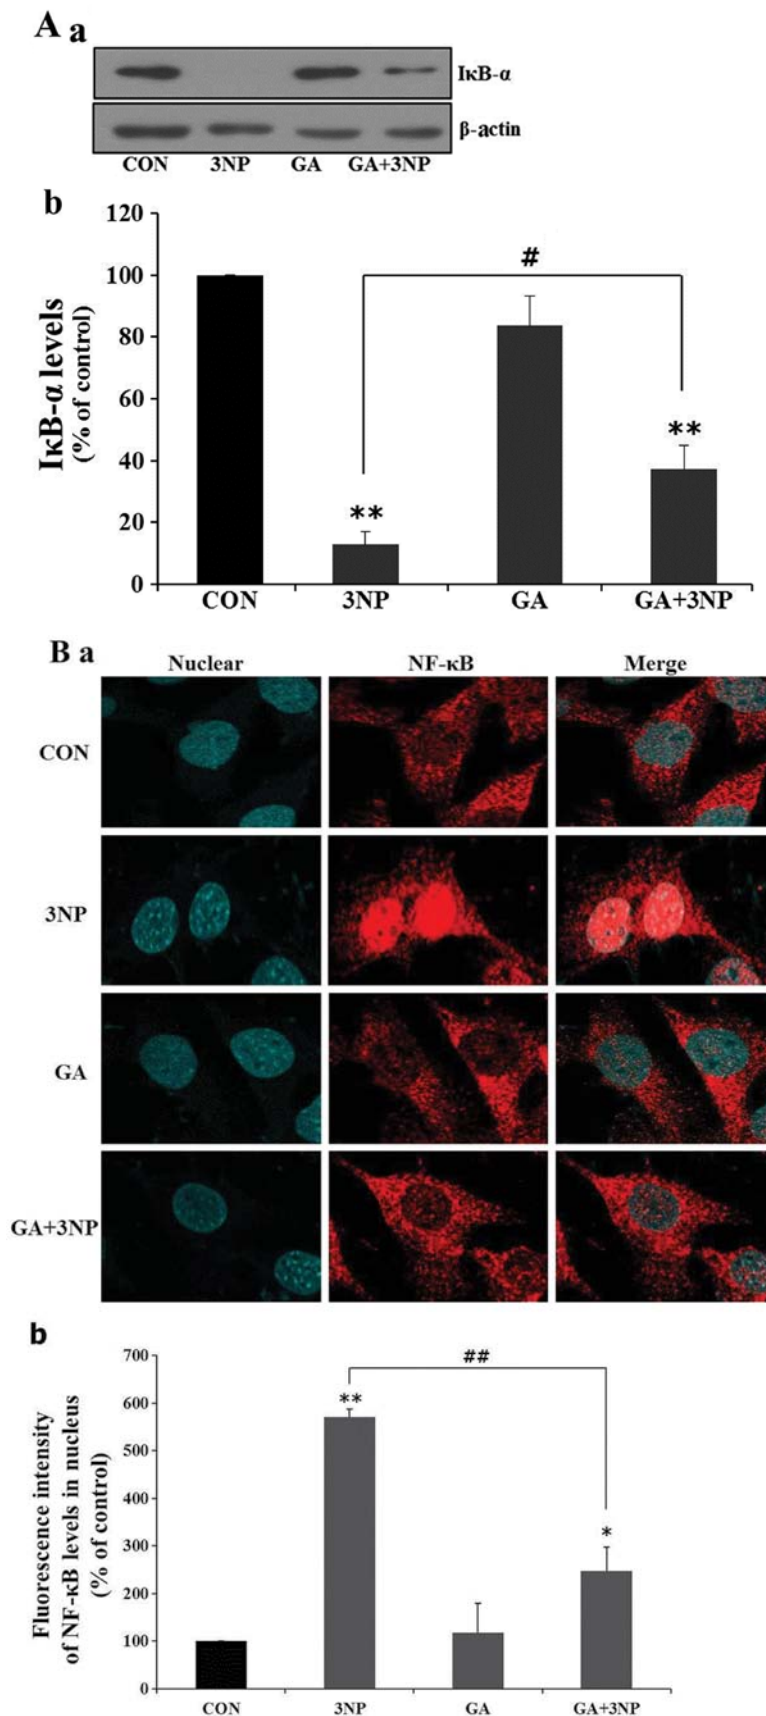 A a
IκB-α
β-actin
CON 3NP GA GA+3NP
b
IκB-α levels
(% of control)
120
100
80
60
40
20
0
#
**
**
CON 3NP GA GA+3NP
B a
Nuclear NF-κB Merge
CON
3NP
GA
GA+3NP
b
Fluorescence intensity
of NF-κB levels in nucleus
(% of control)
700
600
500
400
300
200
100
0
##
**
*
CON 3NP GA GA+3NP